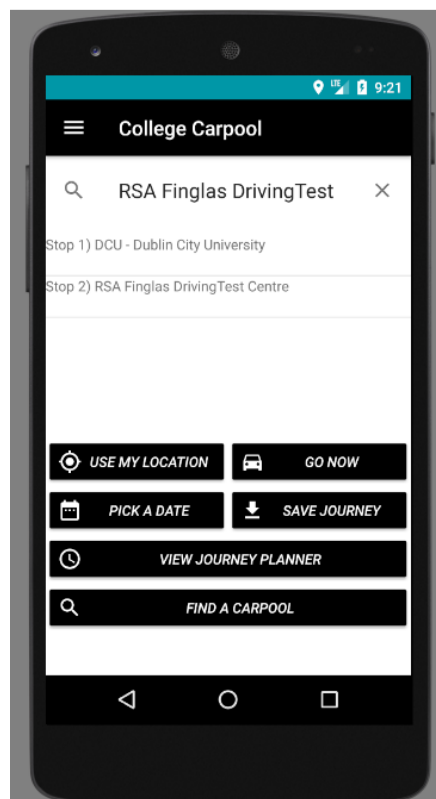 LTE 9:21
College Carpool
RSA Finglas DrivingTest
Stop 1) DCU - Dublin City University
Stop 2) RSA Finglas DrivingTest Centre
USE MY LOCATION GO NOW
PICK A DATE SAVE JOURNEY
VIEW JOURNEY PLANNER
FIND A CARPOOL